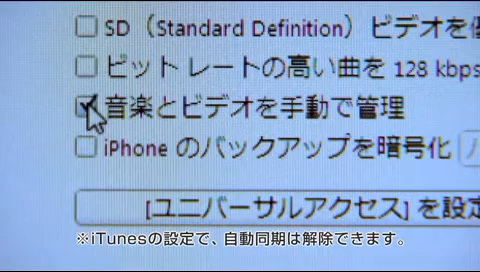 SD（Standard Definition）ビデオを
ビット レートの高い曲を 128 kbps
音楽とビデオを手動で管理
iPhone のバックアップを暗号化
[ユニバーサルアクセス] を設定
※iTunesの設定で、自動同期は解除できます。